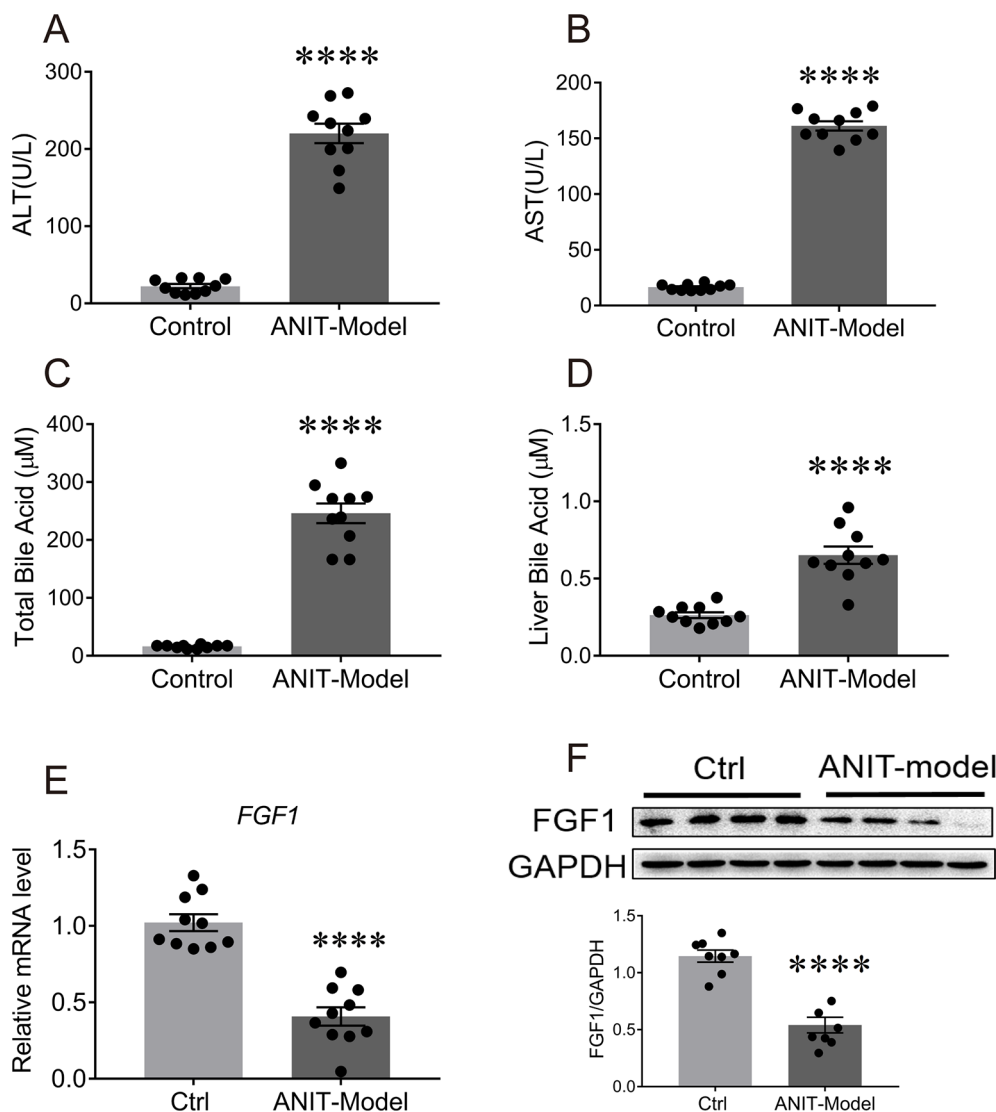 A
****
300
200
100
0
ALT(U/L)
Control
ANIT-Model
B
****
200
150
100
50
0
AST(U/L)
Control
ANIT-Model
C
****
400
300
200
100
0
Total Bile Acid (μM)
Control
ANIT-Model
D
****
1.5
1.0
0.5
0.0
Liver Bile Acid (μM)
Control
ANIT-Model
E
FGF1
****
1.5
1.0
0.5
0.0
Relative mRNA level
Ctrl
ANIT-Model
F
Ctrl
ANIT-model
FGF1
GAPDH
****
1.5
1.0
0.5
0.0
FGF1/GAPDH
Ctrl
ANIT-Model